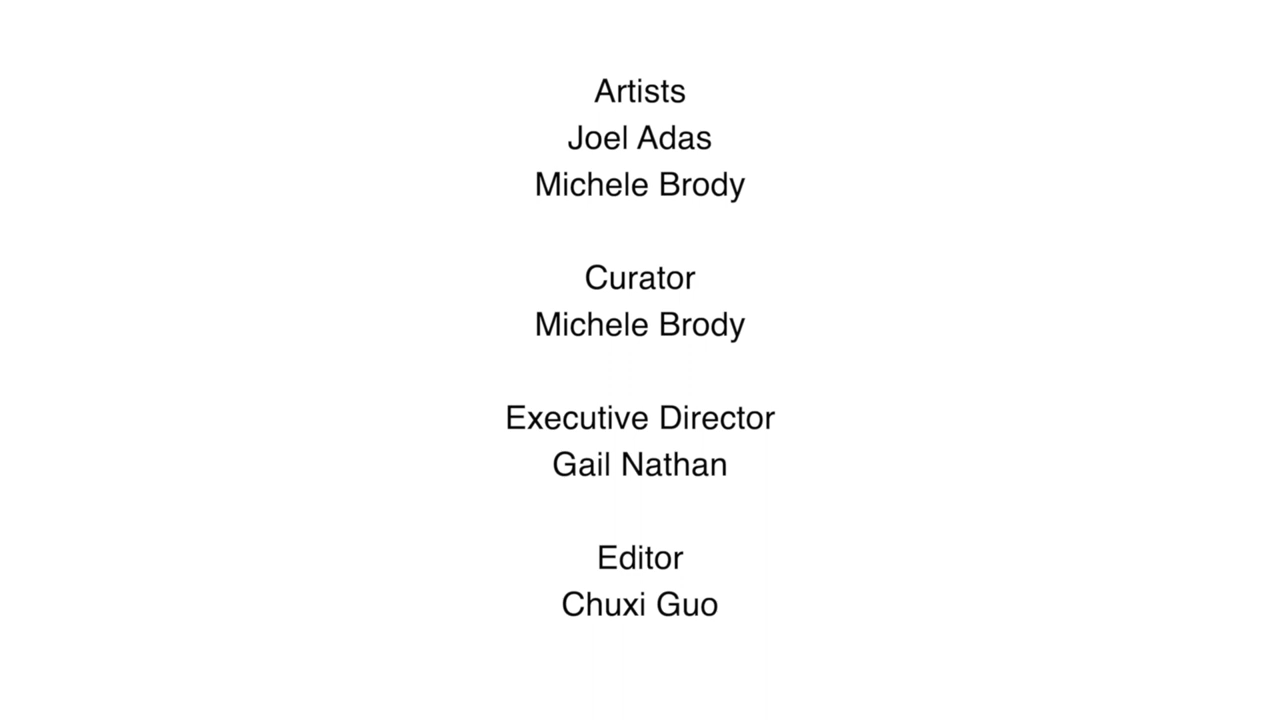 Artists
Joel Adas
Michele Brody
Curator
Michele Brody
Executive Director
Gail Nathan
Editor
Chuxi Guo